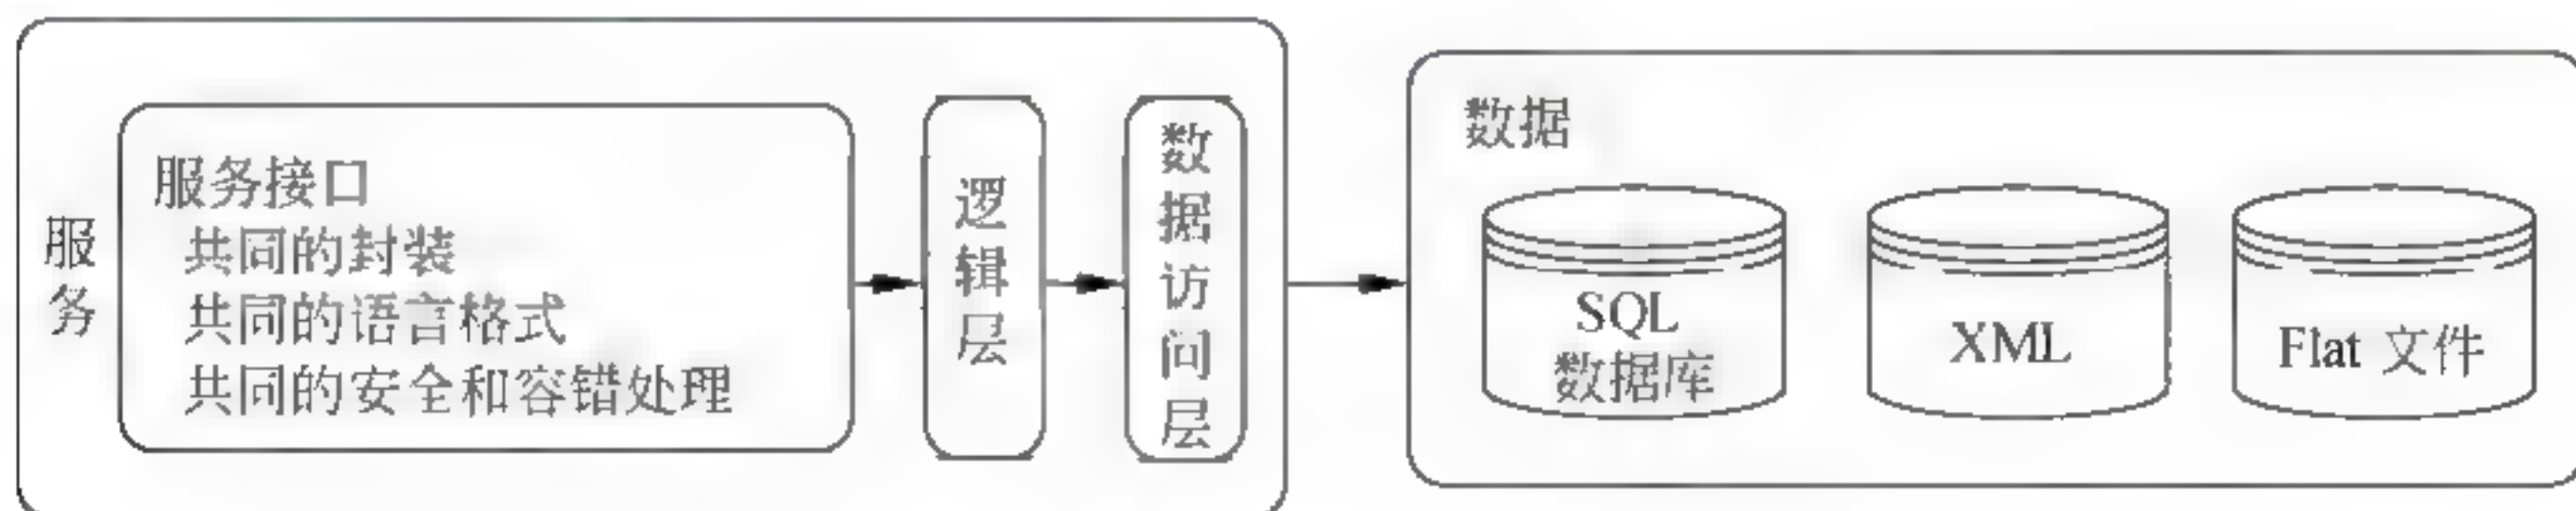 服务
服务接口
共同的封装
共同的语言格式
共同的安全和容错处理
逻辑层
数据访问层
数据
SQL
数据库
XML
Flat 文件